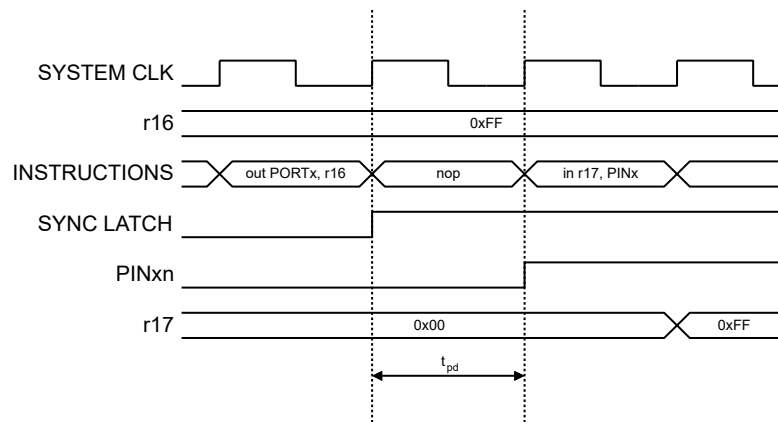 SYSTEM CLK
r16 0xFF
INSTRUCTIONS out PORTx, r16 nop in r17, PINx
SYNC LATCH
PINxn
r17 0x00 0xFF
tpd